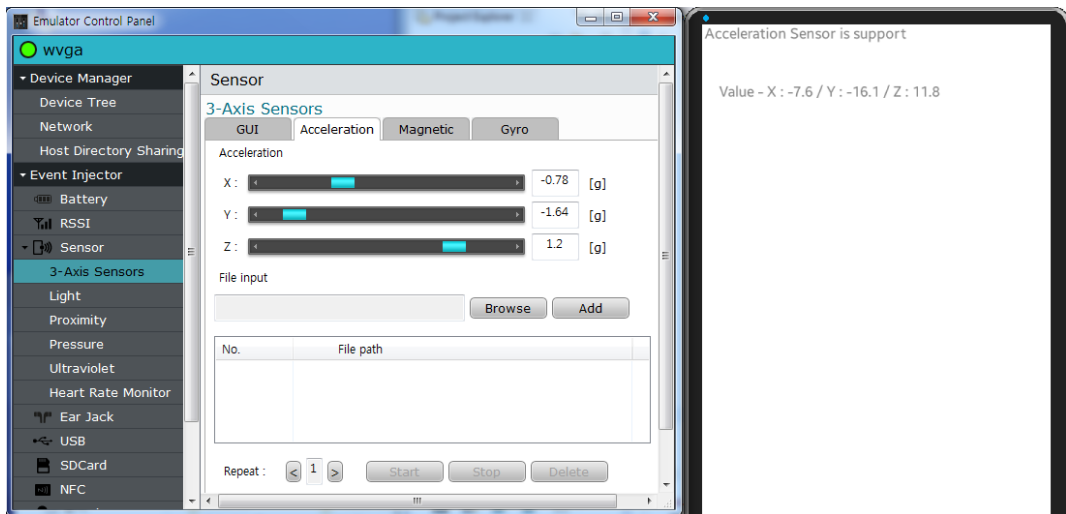 Emulator Control Panel
wvga
Device Manager
Device Tree
Network
Host Directory Sharing
Event Injector
Battery
RSSI
Sensor
3-Axis Sensors
Light
Proximity
Pressure
Ultraviolet
Heart Rate Monitor
Ear Jack
USB
SDCard
NFC
Sensor
3-Axis Sensors
GUI Acceleration Magnetic Gyro
Acceleration
X : -0.78 [g]
Y : -1.64 [g]
Z : 1.2 [g]
File input
Browse Add
No. File path
Repeat : < 1 > Start Stop Delete
Acceleration Sensor is support
Value - X : -7.6 / Y : -16.1 / Z : 11.8